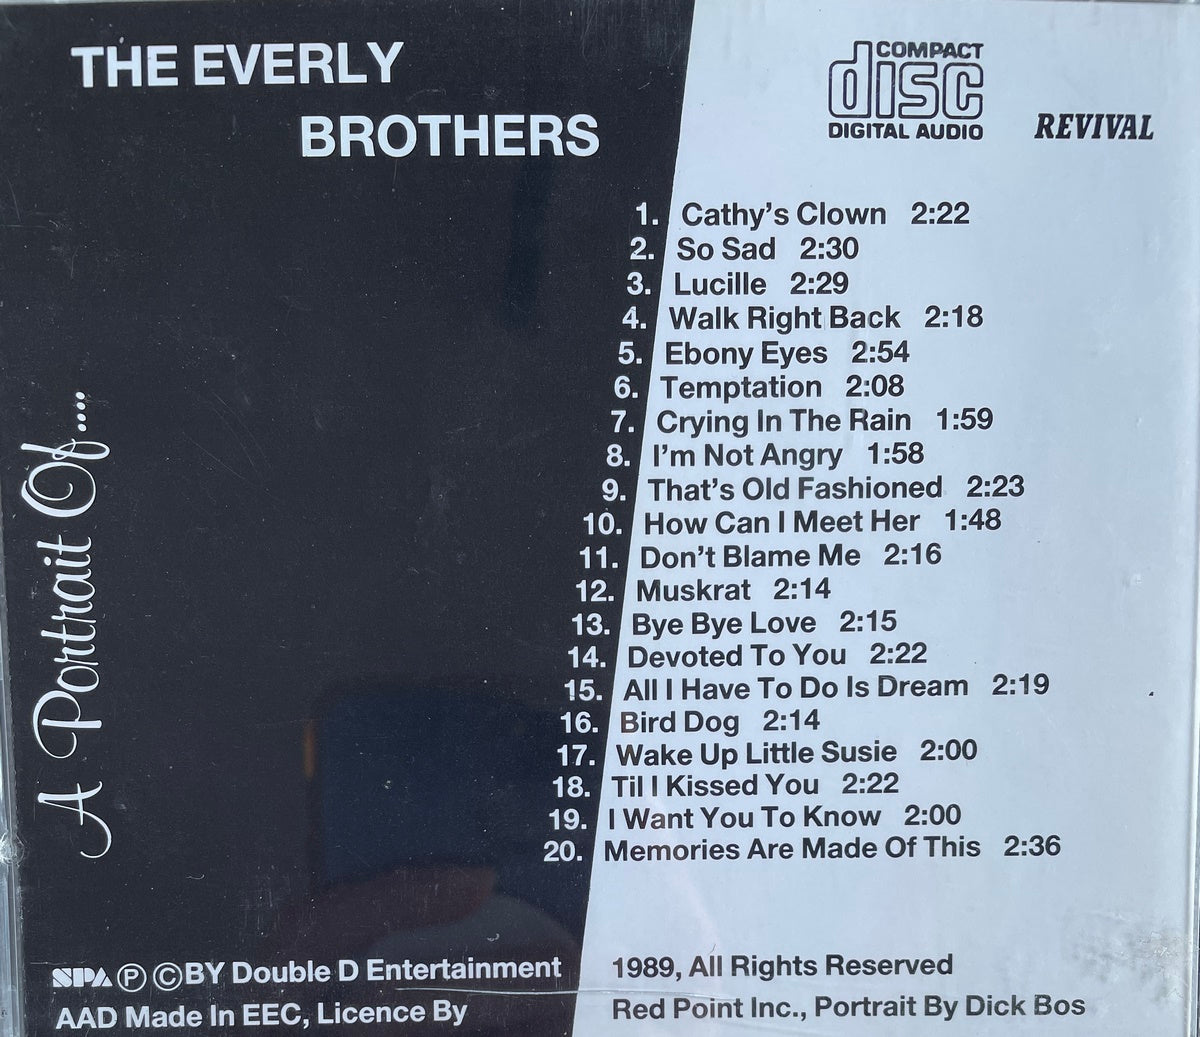 THE EVERLY
BROTHERS
COMPACT
disc
DIGITAL AUDIO
REVIVAL
A Portrait Of....
1. Cathy's Clown 2:22
2. So Sad 2:30
3. Lucille 2:29
4. Walk Right Back 2:18
5. Ebony Eyes 2:54
6. Temptation 2:08
7. Crying In The Rain 1:59
8. I'm Not Angry 1:58
9. That's Old Fashioned 2:23
10. How Can I Meet Her 1:48
11. Don't Blame Me 2:16
12. Muskrat 2:14
13. Bye Bye Love 2:15
14. Devoted To You 2:22
15. All I Have To Do Is Dream 2:19
16. Bird Dog 2:14
17. Wake Up Little Susie 2:00
18. Til I Kissed You 2:22
19. I Want You To Know 2:00
20. Memories Are Made Of This 2:36
SPA Ⓟ ©BY Double D Entertainment 1989, All Rights Reserved
AAD Made In EEC, Licence By Red Point Inc., Portrait By Dick Bos